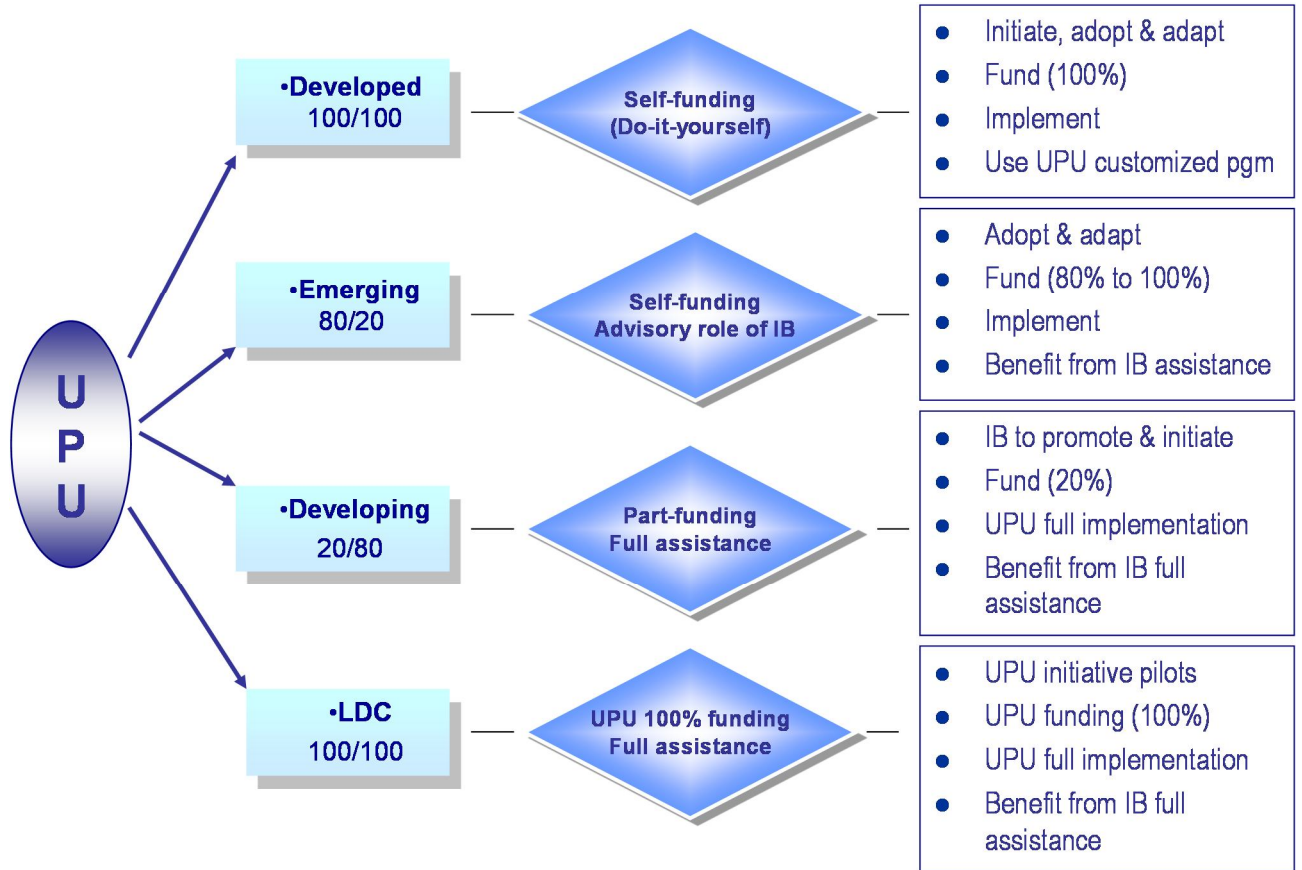 UPU
•Developed
100/100
Self-funding
(Do-it-yourself)
● Initiate, adopt & adapt
● Fund (100%)
● Implement
● Use UPU customized pgm
•Emerging
80/20
Self-funding
Advisory role of IB
● Adopt & adapt
● Fund (80% to 100%)
● Implement
● Benefit from IB assistance
•Developing
20/80
Part-funding
Full assistance
● IB to promote & initiate
● Fund (20%)
● UPU full implementation
● Benefit from IB full
assistance
•LDC
100/100
UPU 100% funding
Full assistance
● UPU initiative pilots
● UPU funding (100%)
● UPU full implementation
● Benefit from IB full
assistance